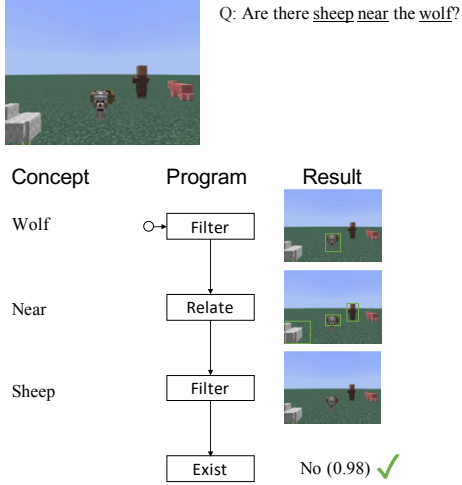 Q: Are there sheep near the wolf?
Concept Program Result
Wolf Filter
Near Relate
Sheep Filter
Exist No (0.98)